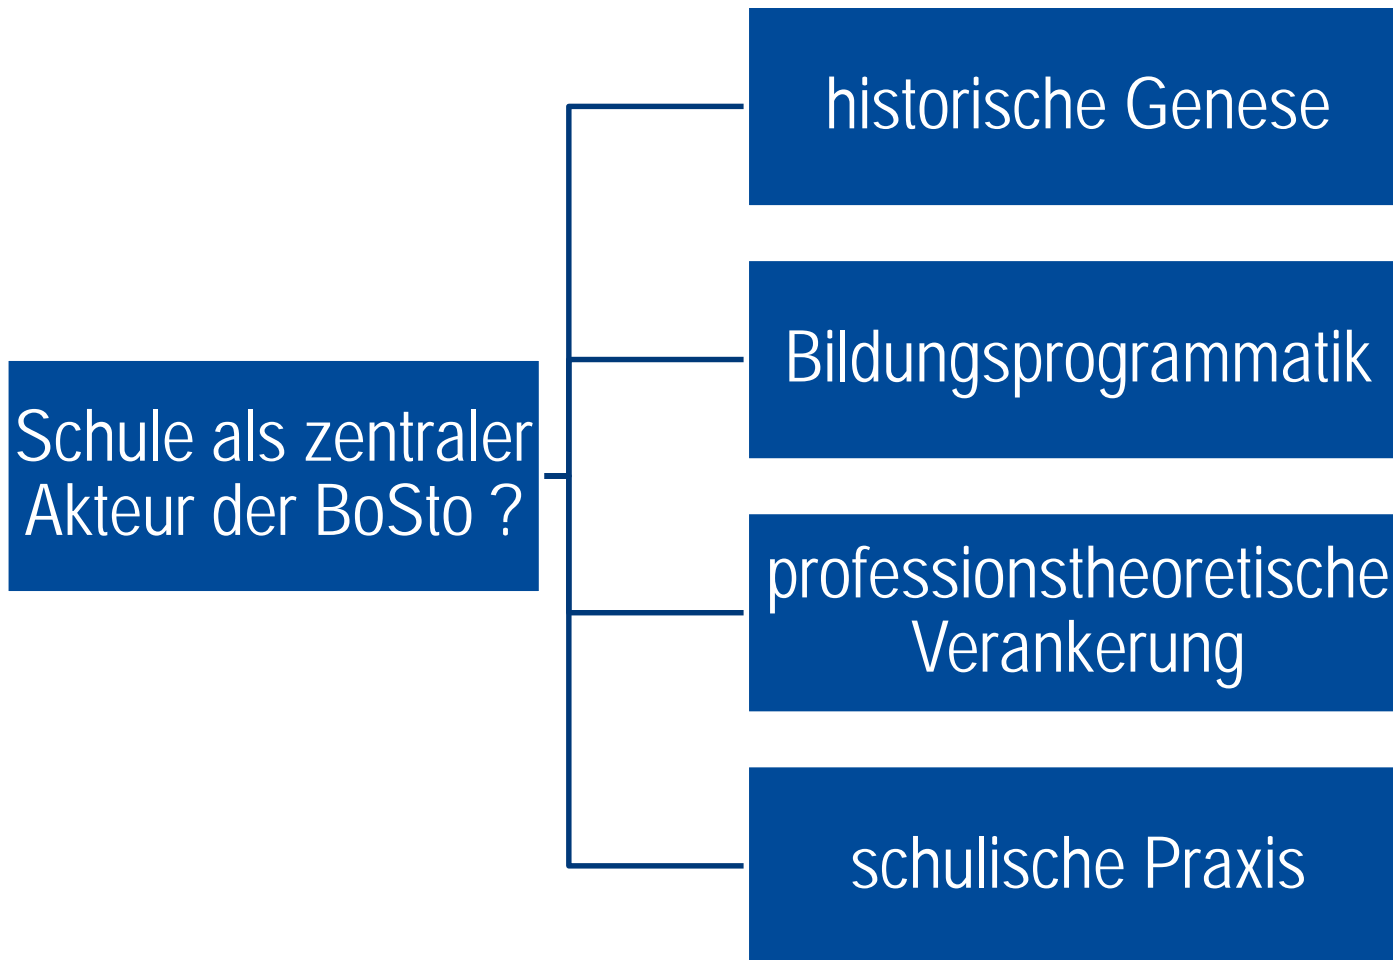 historische Genese
Bildungsprogrammatik
Schule als zentraler
Akteur der BoSto ?
professionstheoretische
Verankerung
schulische Praxis